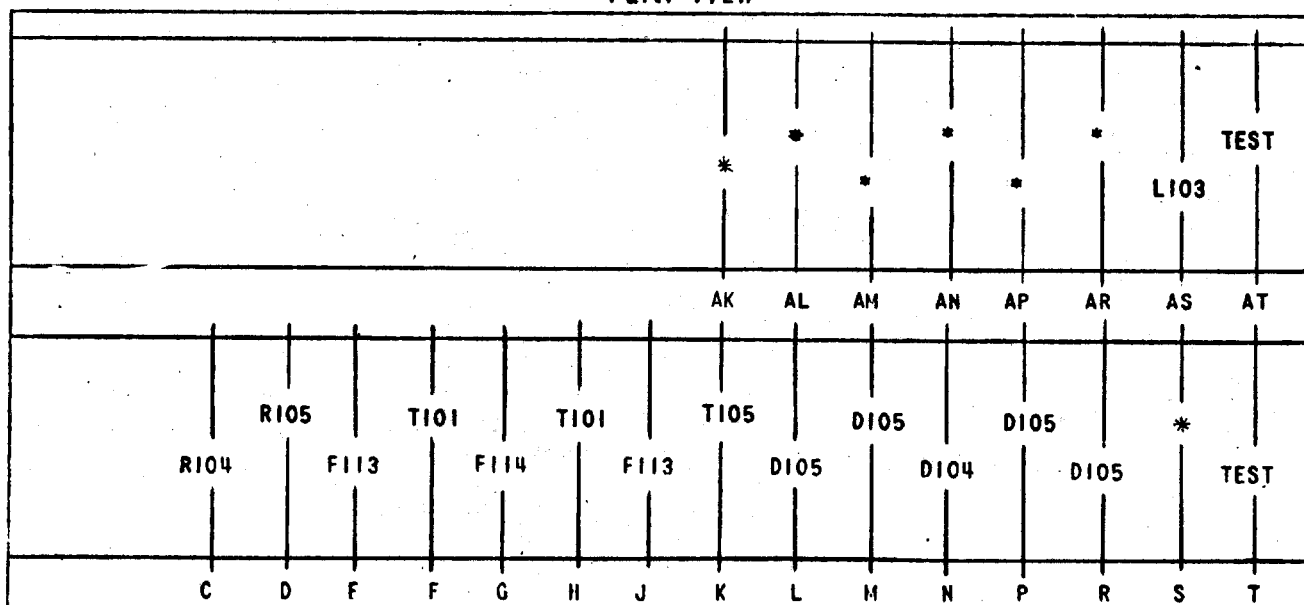 * * * * TEST
* * * L103
AK AL AM AN AP AR AS AT
R105 T101 T101 T105 D105 D105 *
R104 F113 F114 F113 D105 D104 D105 TEST
C D E F G H J K L M N P R S T